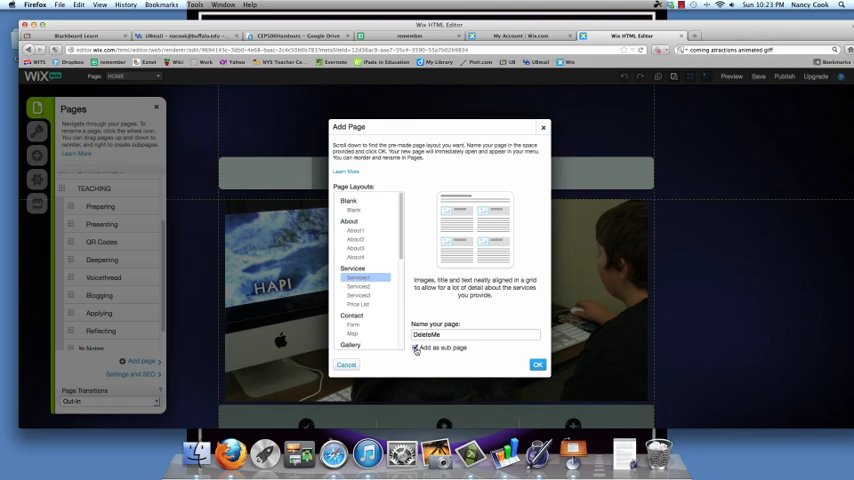 Firefox File Edit View History Bookmarks Tools Window Help
Sun 10:23 PM Nancy Cook
Wix HTML Editor
Blackboard Learn
UBmail
CEP506Handouts – Google Drive
remember
My Account | Wix.com
Wix HTML Editor
coming atractions animated giff
WITS Dropbox remember Etanet Wiki Work Yahoo NYS Teacher Ce... Evernote iPads in Education My Library Pixlr.com UB UBmail Wix
Bookmarks
WIX Page: HOME
Preview Save Publish Upgrade
Pages
Navigate through your pages. To
rename a page, click the wheel icon.
You can drag pages up and down to
reorder, and right to create subpages.
Learn More
TEACHING
Preparing
Presenting
QR Codes
Deepening
Voicethread
Blogging
Applying
Reflecting
Notes
Add page
Settings and SEO
Page Transitions ?
Out-In
Add Page
Scroll down to find the pre-made page layout you want. Name your page in the space
provided and click OK. Your new page will immediately open and appear in your menu.
You can reorder and rename in Pages.
Learn More
Page Layouts:
Blank
Blank
About
About1
About2
About3
About4
Services
Services1
Services2
Services3
Price List
Contact
Form
Map
Gallery
Images, title and text neatly aligned in a grid
to allow for a lot of detail about the services
you provide.
Name your page:
DeleteMe
Add as sub page
Cancel
OK
HAPI